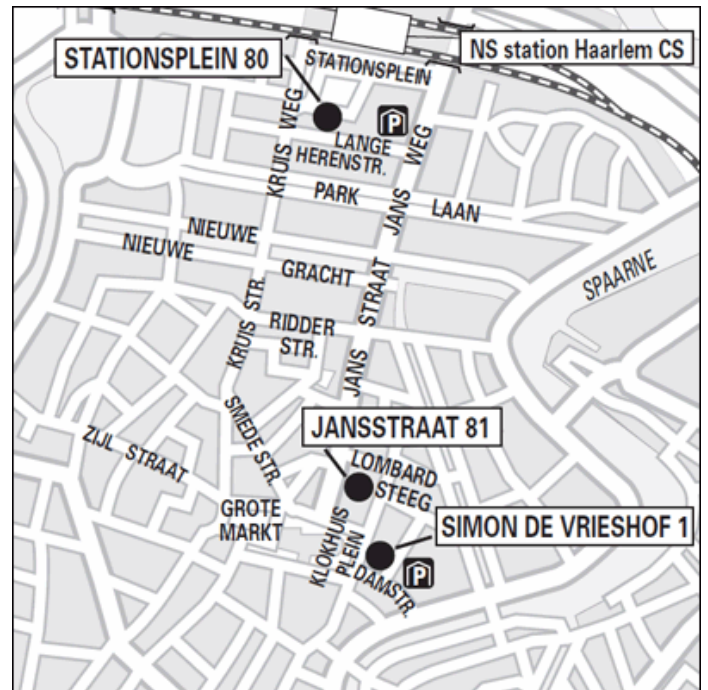 NS station Haarlem CS
STATIONSPLEIN 80
STATIONSPLEIN
KRUIS WEG
P
LANGE
HERENSTR.
JANS WEG
PARK LAAN
NIEUWE
NIEUWE GRACHT
SPAARNE
KRUIS STR.
RIDDER
STR.
JANS STRAAT
SMEDE STR.
JANSSTRAAT 81
ZIJL STRAAT
LOMBARD
STEEG
GROTE
MARKT
KLOKHUIS
PLEIN
SIMON DE VRIESHOF 1
P
DAMSTR.